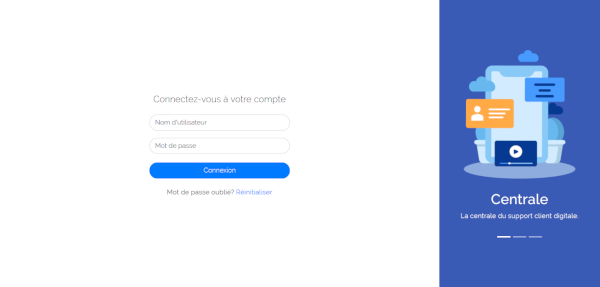 Connectez-vous à votre compte
Nom d'utilisateur
Mot de passe
Connexion
Mot de passe oublié? Réinitialiser
Centrale
La centrale du support client digitale.